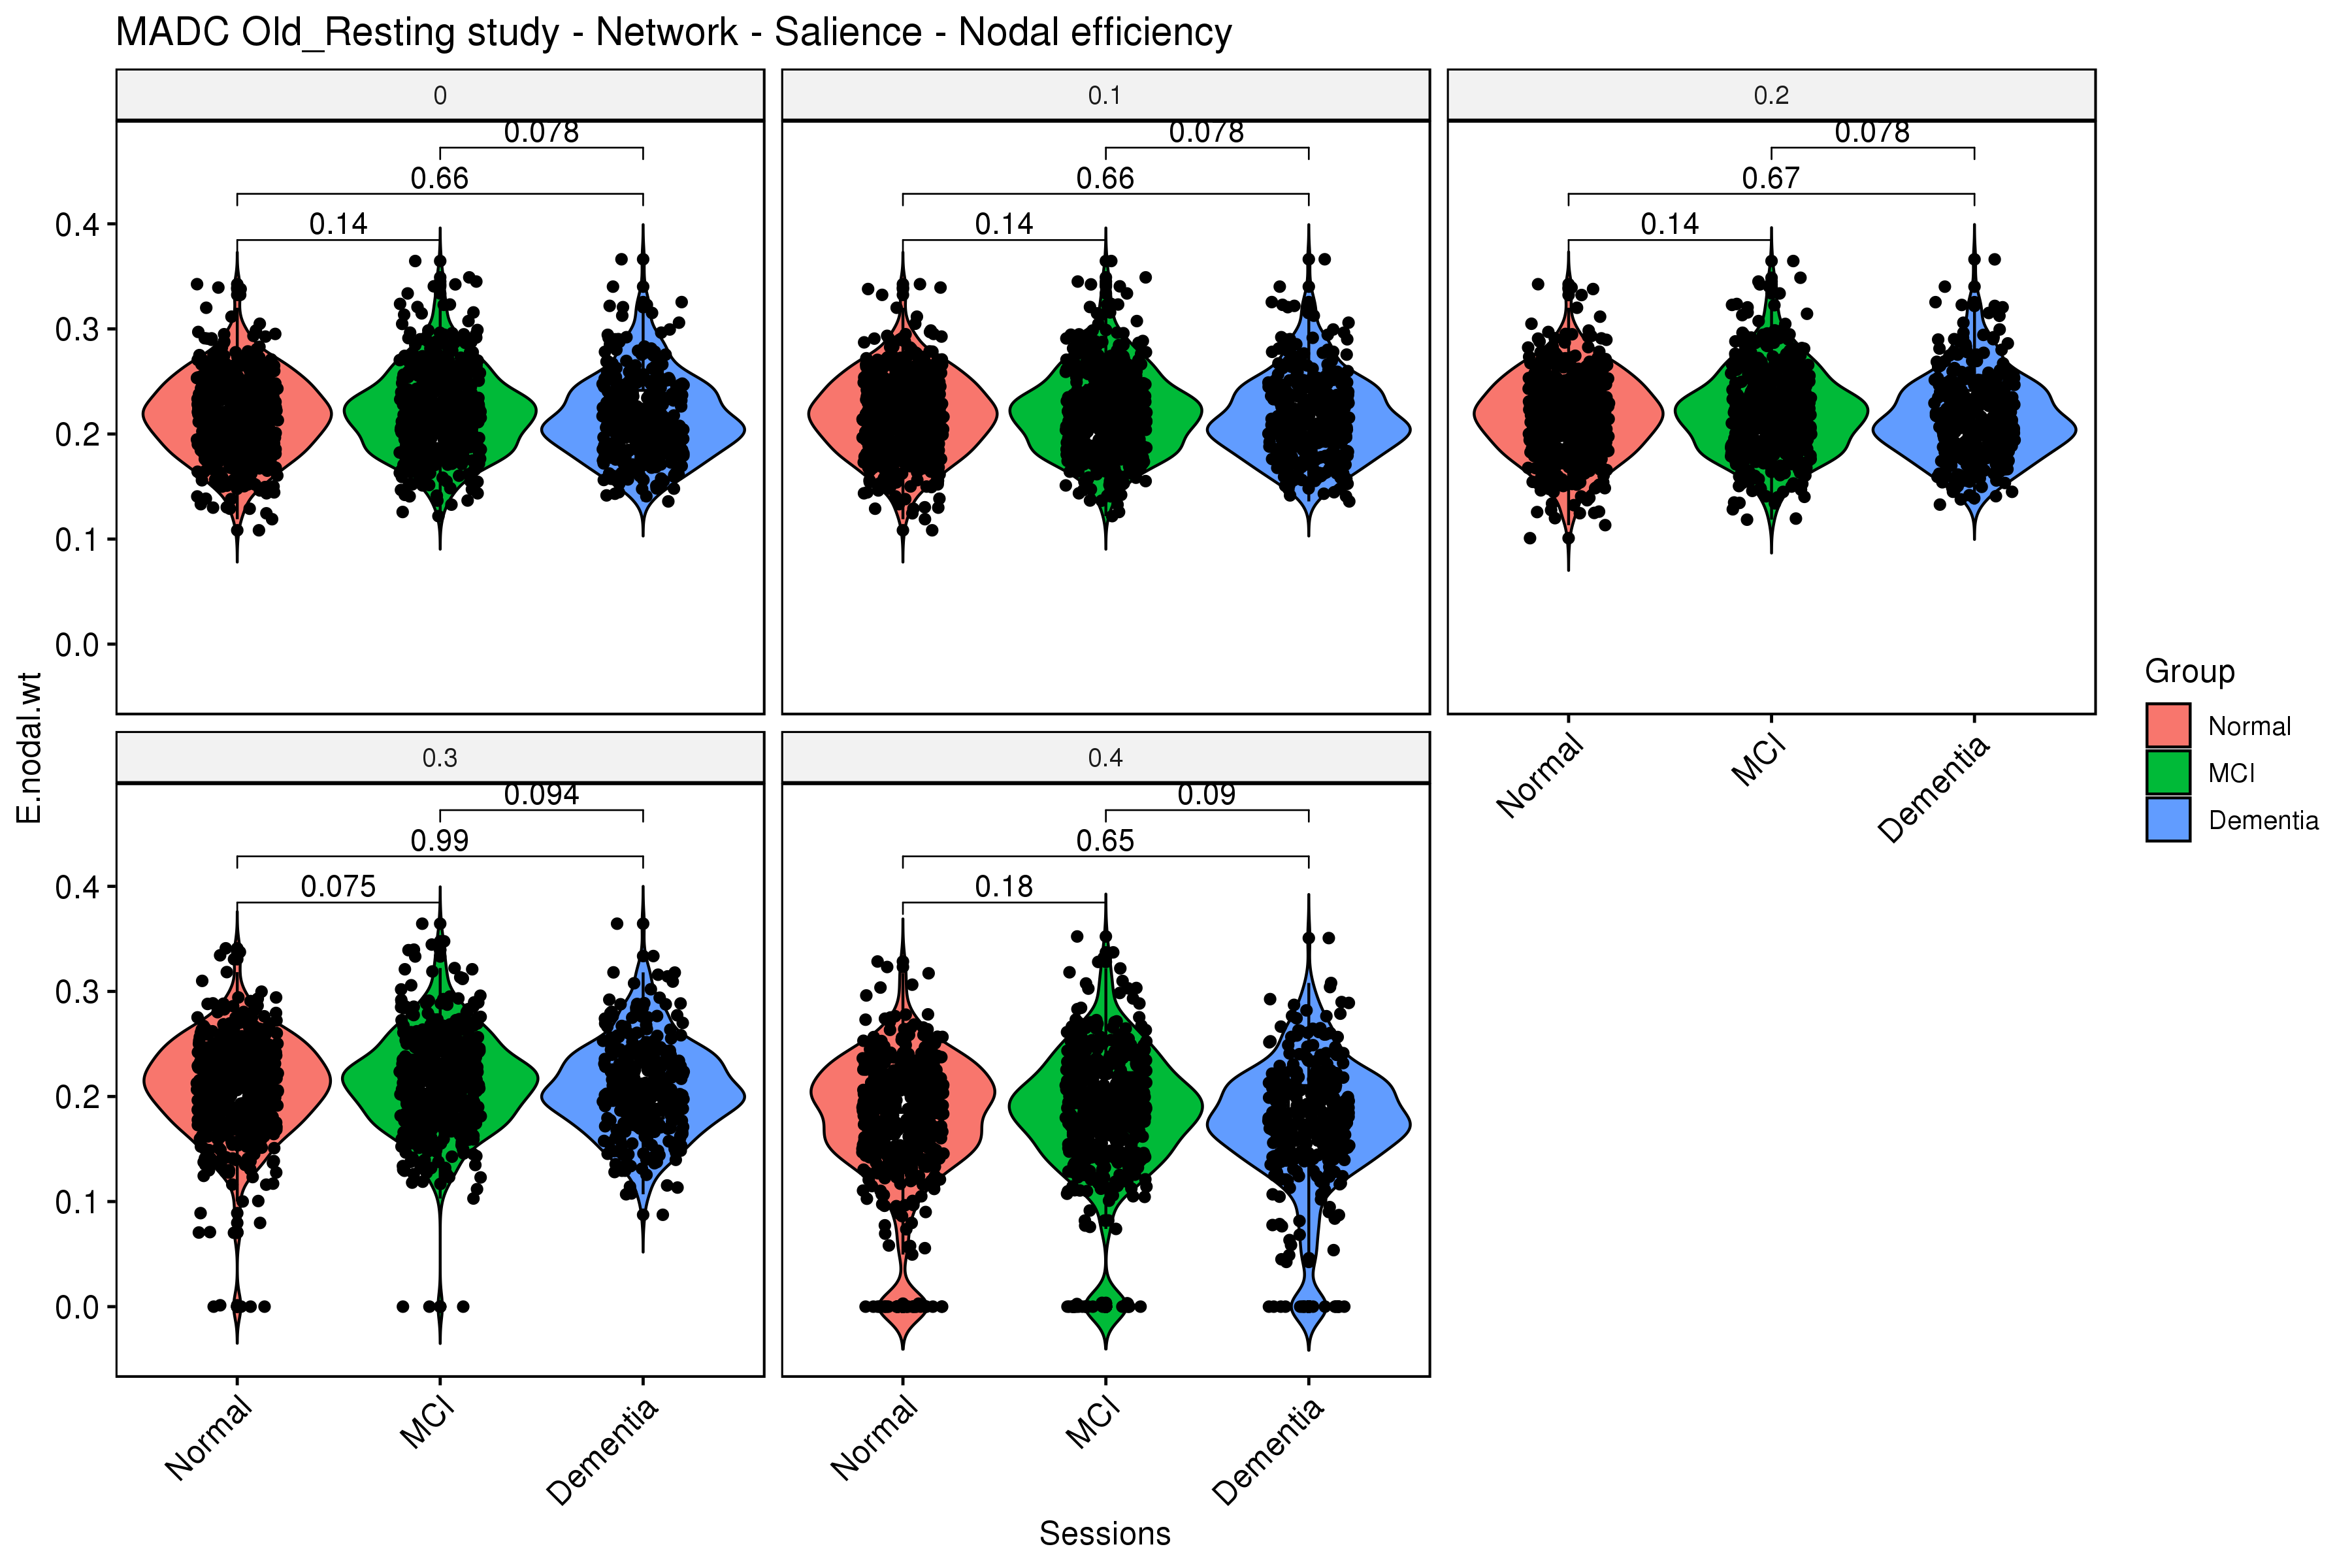 MADC Old_Resting study - Network - Salience - Nodal efficiency
0
0.1
0.2
0.078
0.66
0.14
0.078
0.66
0.14
0.078
0.67
0.14
0.4
0.3
0.2
0.1
0.0
Normal
MCI
Dementia
0.3
0.4
0.094
0.99
0.075
0.09
0.65
0.18
0.4
0.3
0.2
0.1
0.0
Normal
MCI
Dementia
Normal
MCI
Dementia
E.nodal.wt
Sessions
Group
Normal
MCI
Dementia